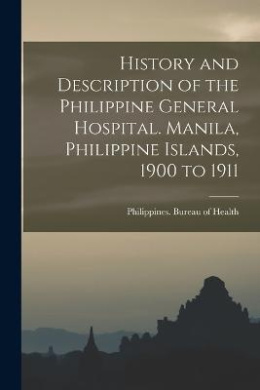 History and
Description of the
Philippine General
Hospital. Manila,
Philippine Islands,
1900 to 1911
Philippines. Bureau of Health